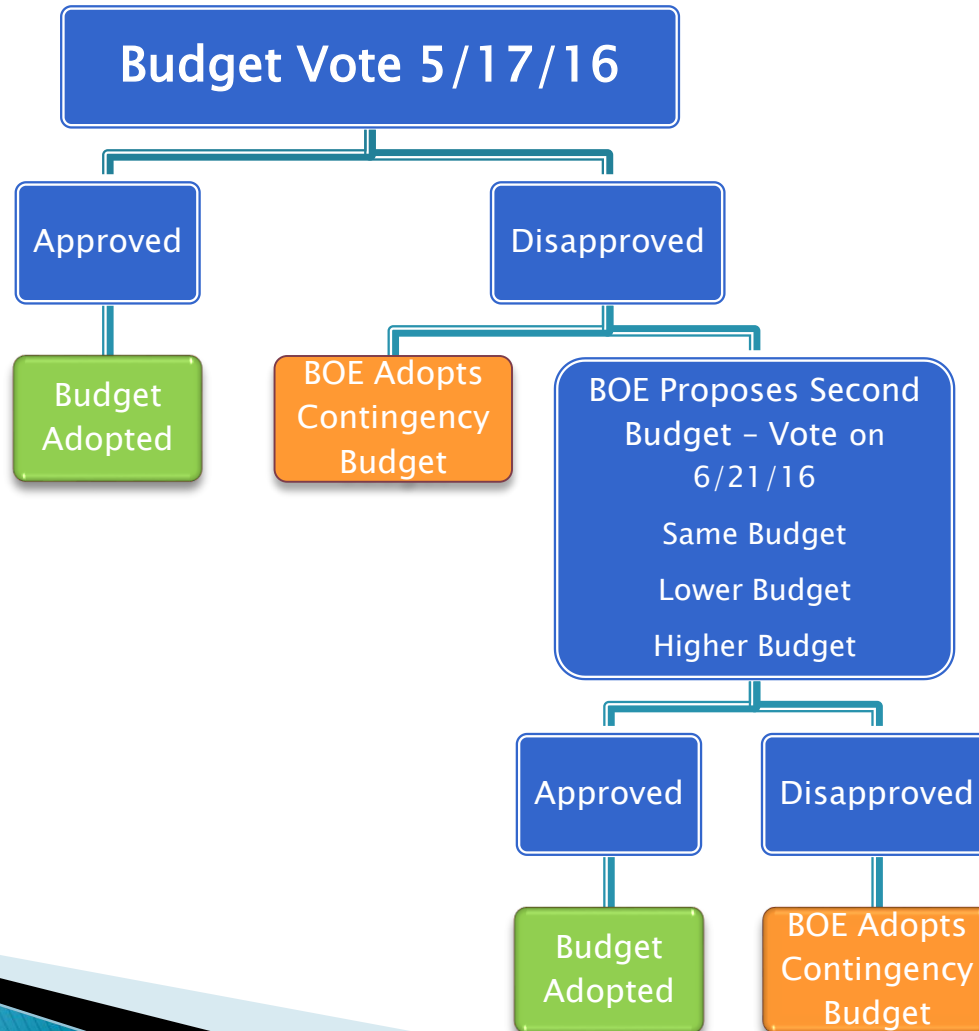 Budget Vote 5/17/16
Approved
Disapproved
Budget
Adopted
BOE Adopts
Contingency
Budget
BOE Proposes Second
Budget – Vote on
6/21/16
Same Budget
Lower Budget
Higher Budget
Approved
Disapproved
Budget
Adopted
BOE Adopts
Contingency
Budget